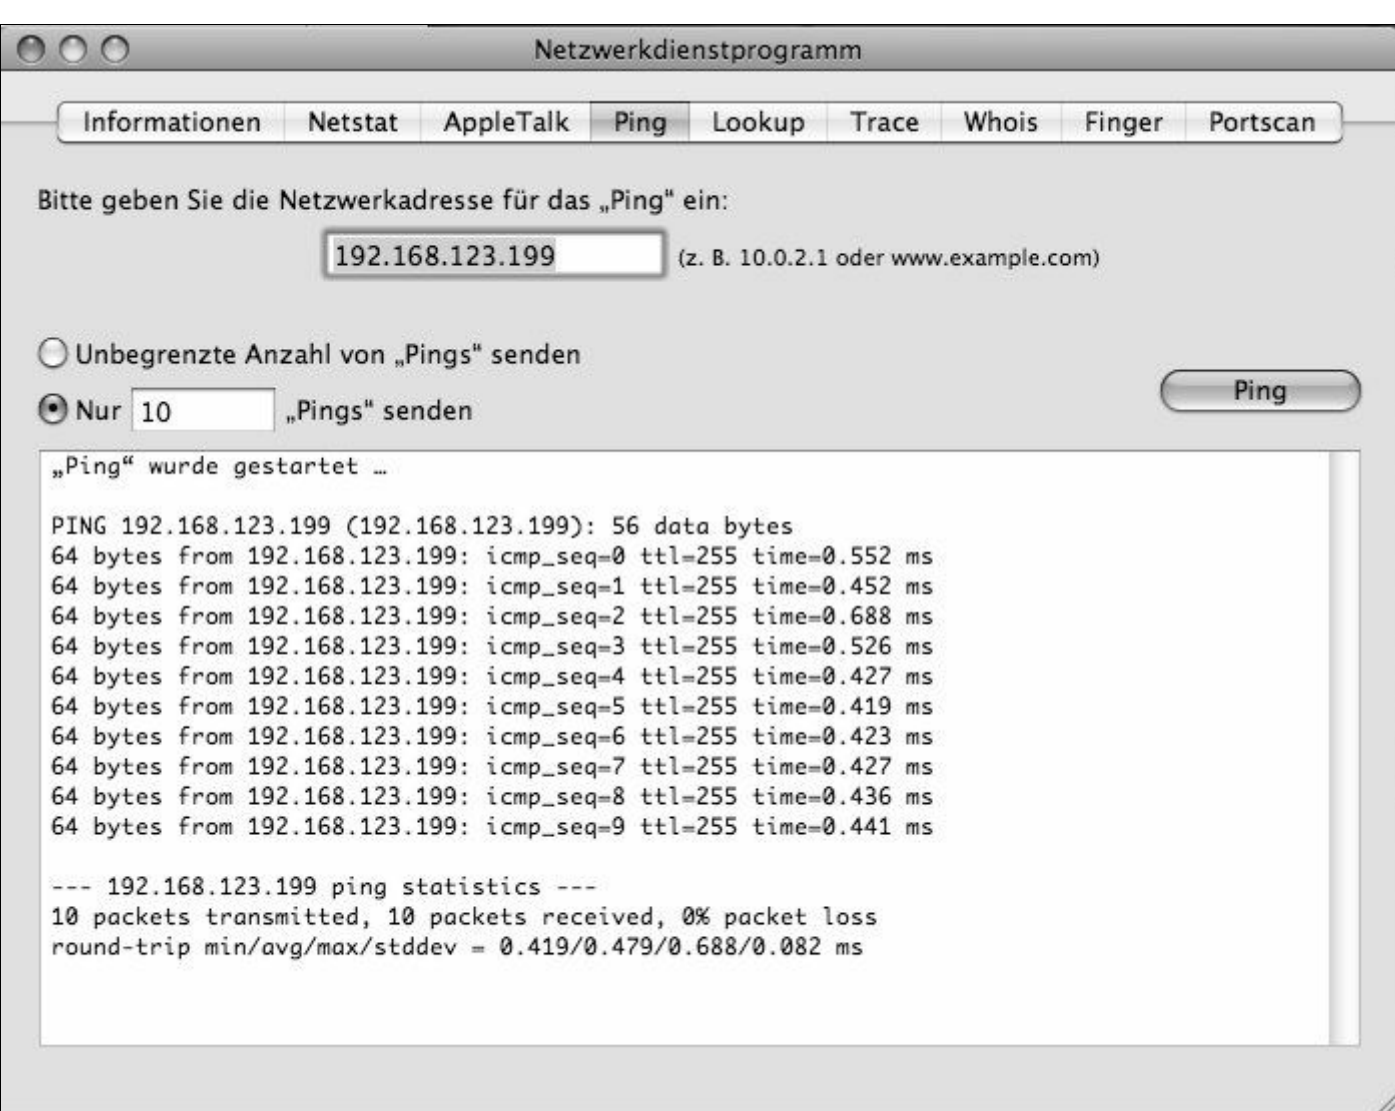 Netzwerkdienstprogramm
Informationen Netstat AppleTalk Ping Lookup Trace Whois Finger Portscan
Bitte geben Sie die Netzwerkadresse für das „Ping" ein:
192.168.123.199 (z. B. 10.0.2.1 oder www.example.com)
Unbegrenzte Anzahl von „Pings" senden
Ping
Nur 10 „Pings" senden
„Ping“ wurde gestartet …
PING 192.168.123.199 (192.168.123.199): 56 data bytes
64 bytes from 192.168.123.199: icmp_seq=0 ttl=255 time=0.552 ms
64 bytes from 192.168.123.199: icmp_seq=1 ttl=255 time=0.452 ms
64 bytes from 192.168.123.199: icmp_seq=2 ttl=255 time=0.688 ms
64 bytes from 192.168.123.199: icmp_seq=3 ttl=255 time=0.526 ms
64 bytes from 192.168.123.199: icmp_seq=4 ttl=255 time=0.427 ms
64 bytes from 192.168.123.199: icmp_seq=5 ttl=255 time=0.419 ms
64 bytes from 192.168.123.199: icmp_seq=6 ttl=255 time=0.423 ms
64 bytes from 192.168.123.199: icmp_seq=7 ttl=255 time=0.427 ms
64 bytes from 192.168.123.199: icmp_seq=8 ttl=255 time=0.436 ms
64 bytes from 192.168.123.199: icmp_seq=9 ttl=255 time=0.441 ms
--- 192.168.123.199 ping statistics ---
10 packets transmitted, 10 packets received, 0% packet loss
round-trip min/avg/max/stddev = 0.419/0.479/0.688/0.082 ms